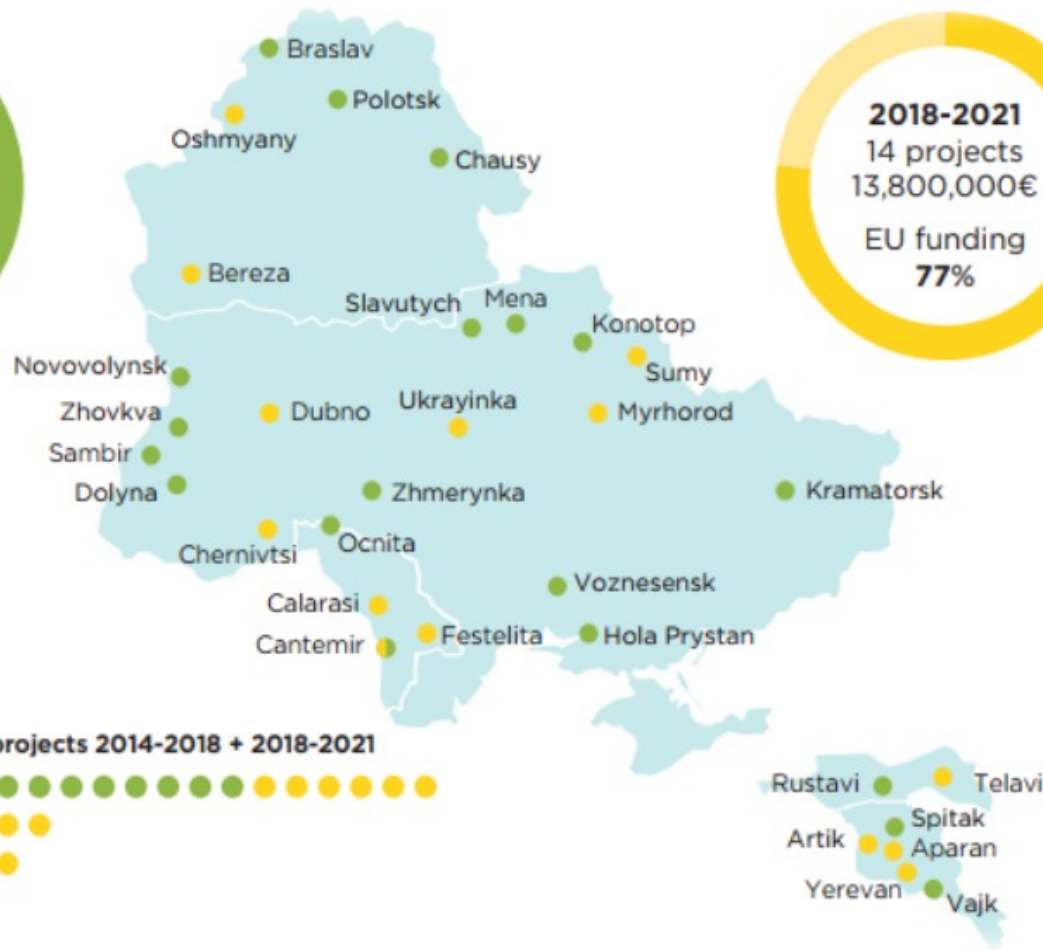 Braslav
Polotsk
Oshmyany
Chausy
2018-2021
14 projects
13,800,000€
EU funding
77%
Bereza
Slavutych
Mena
Konotop
Sumy
Novovolynsk
Zhovkva
Dubno
Ukrayinka
Myrhorod
Sambir
Dolyna
Zhmerynka
Kramatorsk
Chernivtsi
Ocnita
Voznesensk
Calarasi
Cantemir
Festelita
Hola Prystan
projects 2014-2018 + 2018-2021
Rustavi
Telavi
Spitak
Artik
Aparan
Yerevan
Vajk